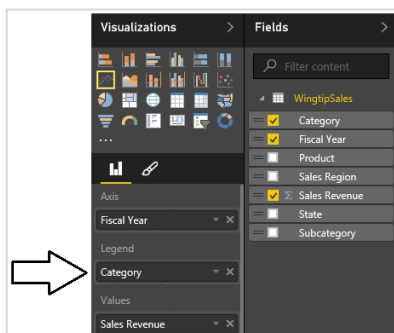 Visualizations >
Fields >
Filter content
WingtipSales
Category
Fiscal Year
Product
Sales Region
Σ Sales Revenue
State
Subcategory
123
...
Axis
Fiscal Year
Legend
Category
Values
Sales Revenue